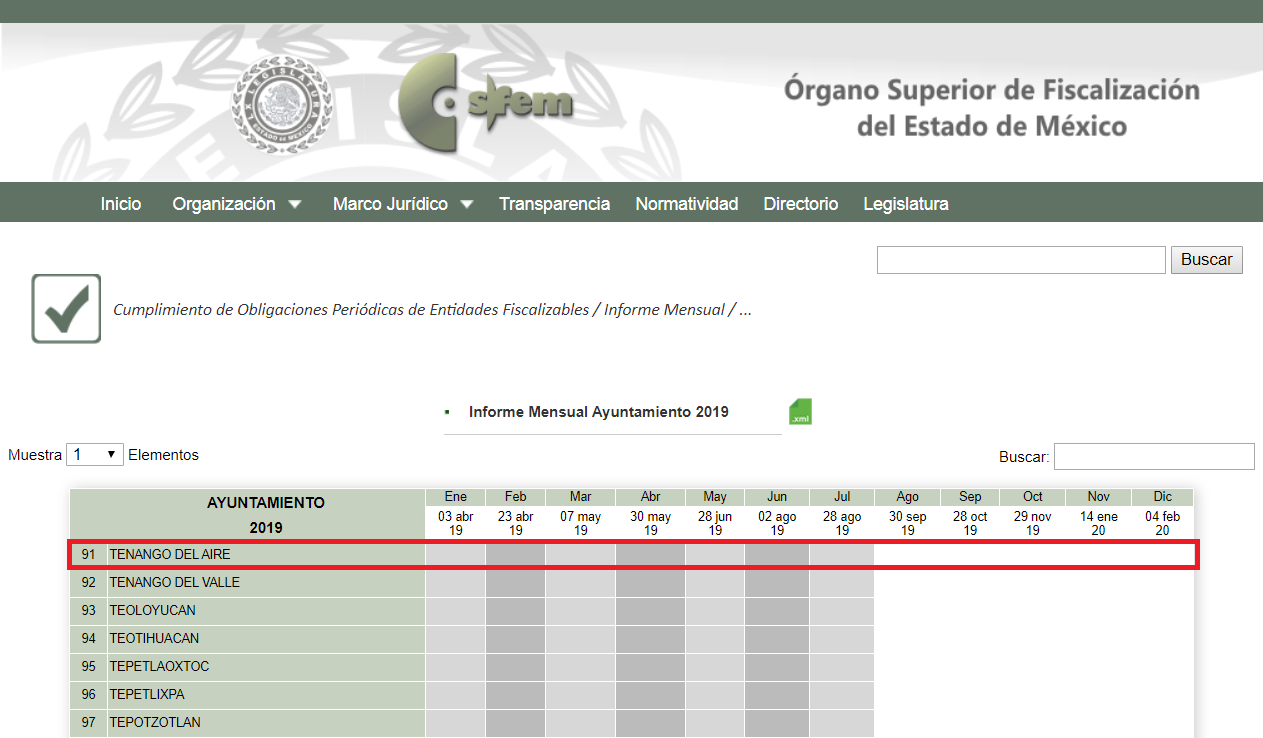 LEGISLATURA
ESTADO DE MEXICO
osfem
Órgano Superior de Fiscalización
del Estado de México
Inicio Organización Marco Jurídico Transparencia Normatividad Directorio Legislatura
Buscar
Cumplimiento de Obligaciones Periódicas de Entidades Fiscalizables / Informe Mensual / ...
Informe Mensual Ayuntamiento 2019
.xml
Muestra 1 Elementos
Buscar:
AYUNTAMIENTO
2019
Ene Feb Mar Abr May Jun Jul Ago Sep Oct Nov Dic
03 abr 19 23 abr 19 07 may 19 30 may 19 28 jun 19 02 ago 19 28 ago 19 30 sep 19 28 oct 19 29 nov 19 14 ene 20 04 feb 20
91 TENANGO DEL AIRE
92 TENANGO DEL VALLE
93 TEOLOYUCAN
94 TEOTIHUACAN
95 TEPETLAOXTOC
96 TEPETLIXPA
97 TEPOTZOTLAN